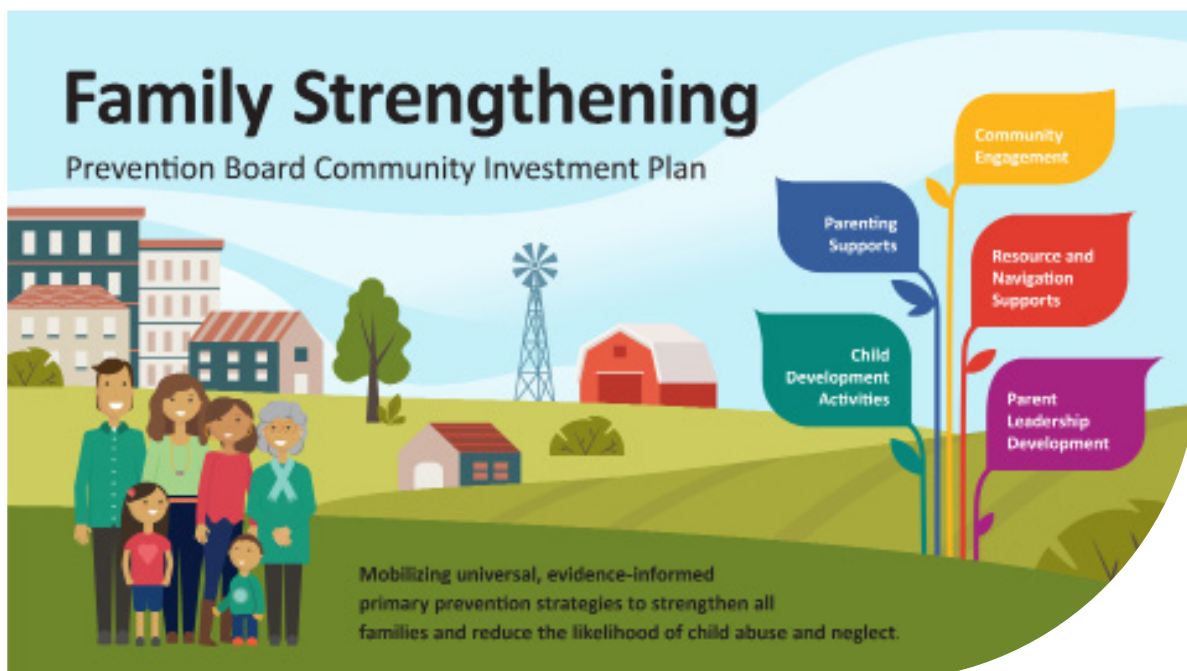 Family Strengthening
Prevention Board Community Investment Plan
Community
Engagement
Parenting
Supports
Resource and
Navigation
Supports
Child
Development
Activities
Parent
Leadership
Development
Mobilizing universal, evidence-informed
primary prevention strategies to strengthen all
families and reduce the likelihood of child abuse and neglect.